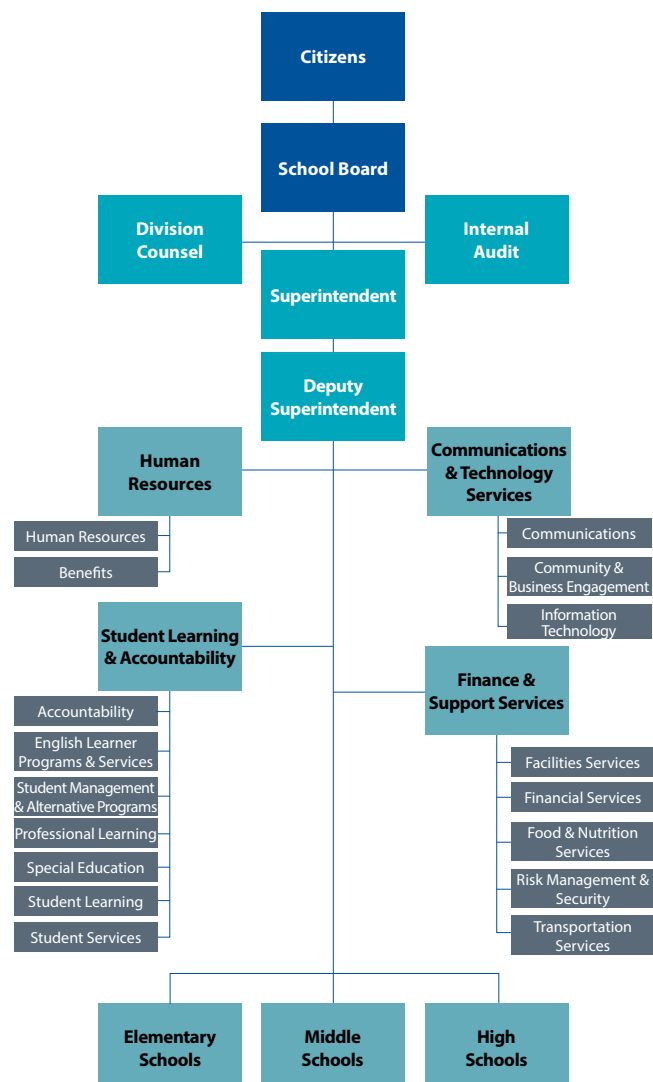 Citizens
School Board
Division
Counsel
Internal
Audit
Superintendent
Deputy
Superintendent
Human
Resources
Human Resources
Benefits
Communications
& Technology
Services
Communications
Community &
Business Engagement
Information
Technology
Student Learning
& Accountability
Accountability
English Learner
Programs & Services
Student Management
& Alternative Programs
Professional Learning
Special Education
Student Learning
Student Services
Finance &
Support Services
Facilities Services
Financial Services
Food & Nutrition
Services
Risk Management &
Security
Transportation
Services
Elementary
Schools
Middle
Schools
High
Schools